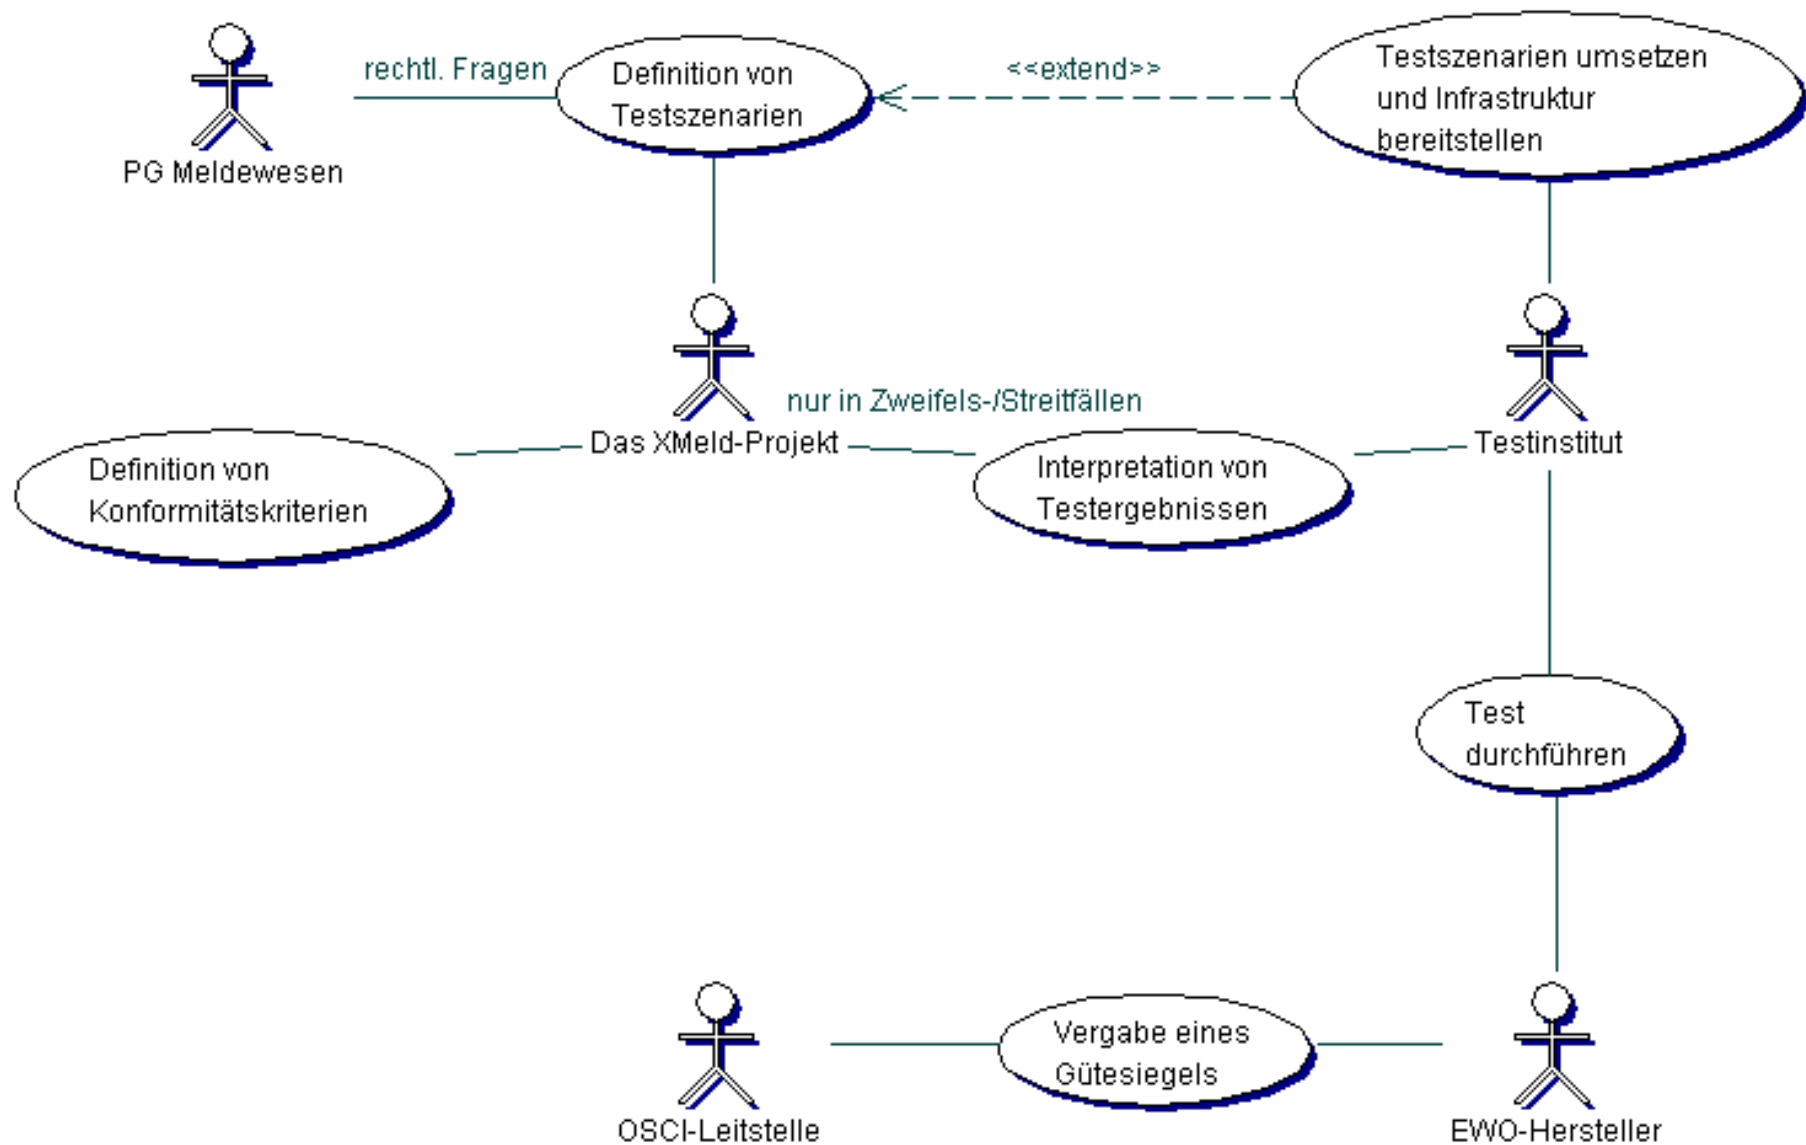 rechtl. Fragen
Definition von
Testszenarien
<<extend>>
Testszenarien umsetzen
und Infrastruktur
bereitstellen
PG Meldewesen
nur in Zweifels-/Streitfällen
Das XMeld-Projekt
Testinstitut
Definition von
Konformitätskriterien
Interpretation von
Testergebnissen
Test
durchführen
Vergabe eines
Gütesiegels
OSCI-Leitstelle
EWO-Hersteller